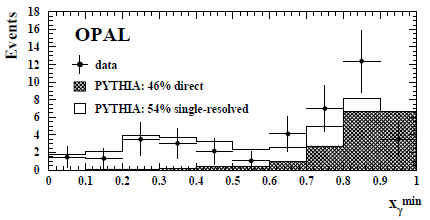 Events
18
16
14
12
10
8
6
4
2
0
OPAL
data
PYTHIA: 46% direct
PYTHIA: 54% single-resolved
0 0.1 0.2 0.3 0.4 0.5 0.6 0.7 0.8 0.9 1
xγ min